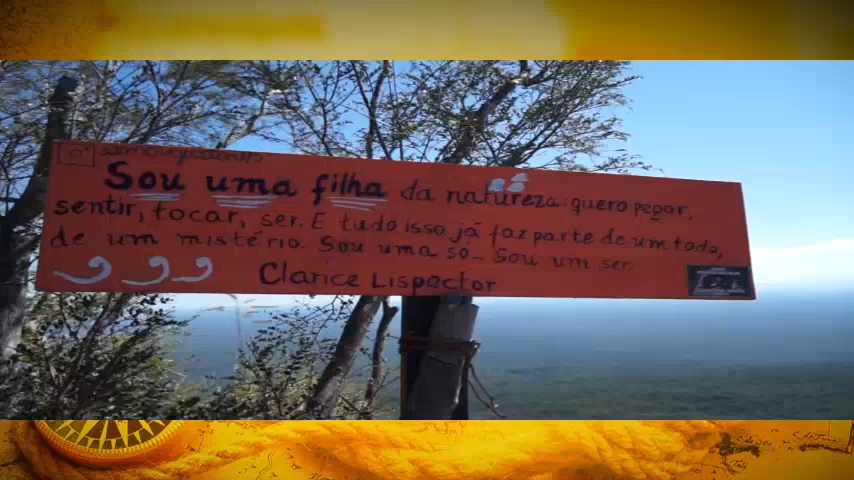 Sou uma filha da natureza: quero pegar,
sentir, tocar, ser. E tudo isso já faz parte de um todo,
de um mistério. Sou uma só - Sou um ser.
Clarice Lispector